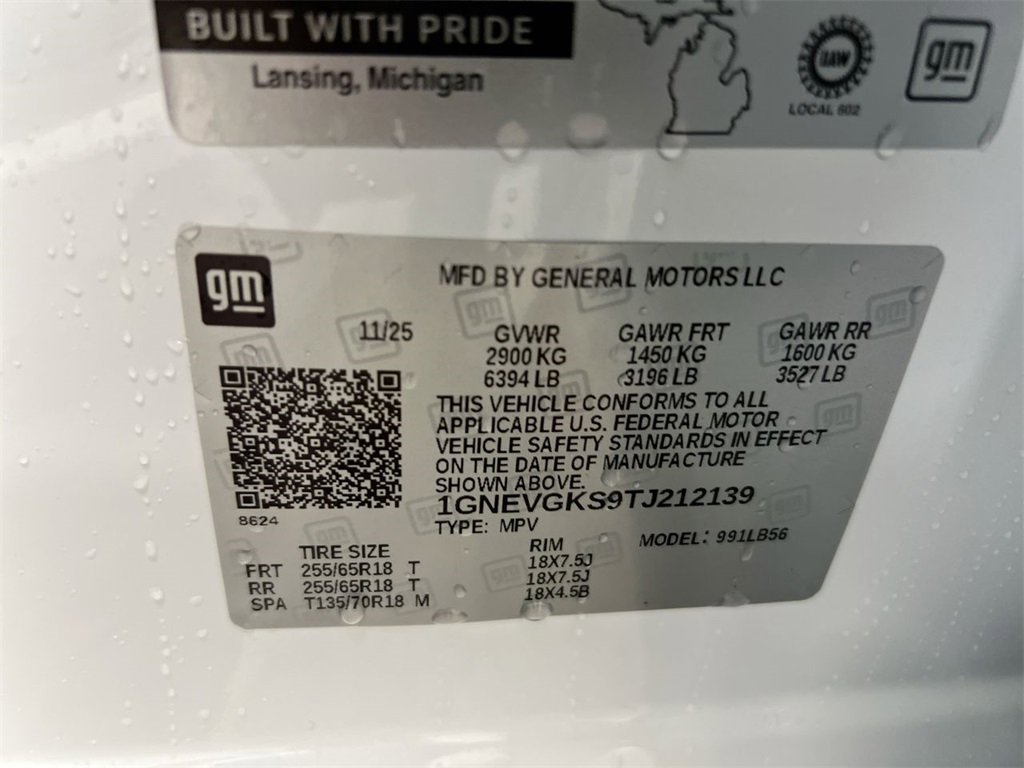 BUILT WITH PRIDE
Lansing, Michigan
UAW
LOCAL 602
gm
gm
MFD BY GENERAL MOTORS LLC
11/25 GVWR GAWR FRT GAWR RR
2900 KG 1450 KG 1600 KG
6394 LB 3196 LB 3527 LB
THIS VEHICLE CONFORMS TO ALL
APPLICABLE U.S. FEDERAL MOTOR
VEHICLE SAFETY STANDARDS IN EFFECT
ON THE DATE OF MANUFACTURE
SHOWN ABOVE.
1GNEVGKS9TJ212139
8624
TYPE: MPV MODEL: 991LB56
TIRE SIZE RIM
FRT 255/65R18 T 18X7.5J
RR 255/65R18 T 18X7.5J
SPA T135/70R18 M 18X4.5B